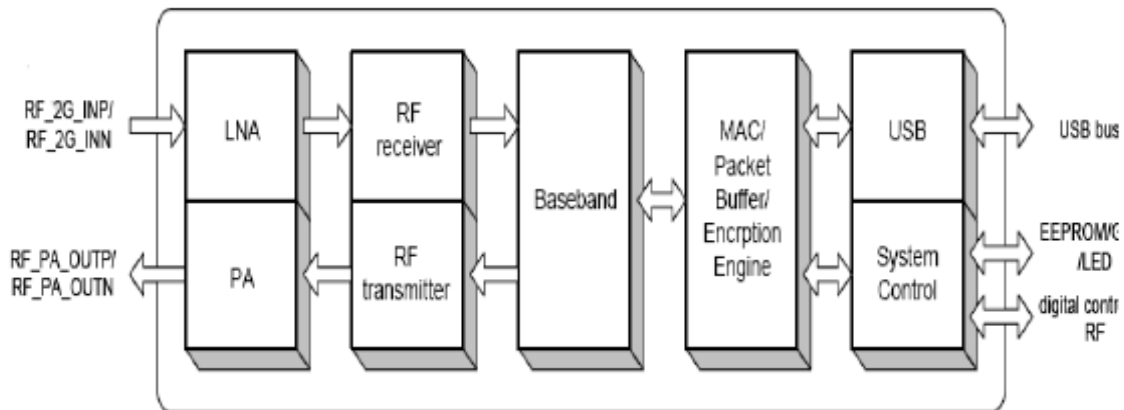 RF_2G_INP/
RF_2G_INN
LNA
RF
receiver
RF_PA_OUTP/
RF_PA_OUTN
PA
RF
transmitter
Baseband
MAC/
Packet
Buffer/
Encrption
Engine
USB
System
Control
USB bus
/LED
digital
RF